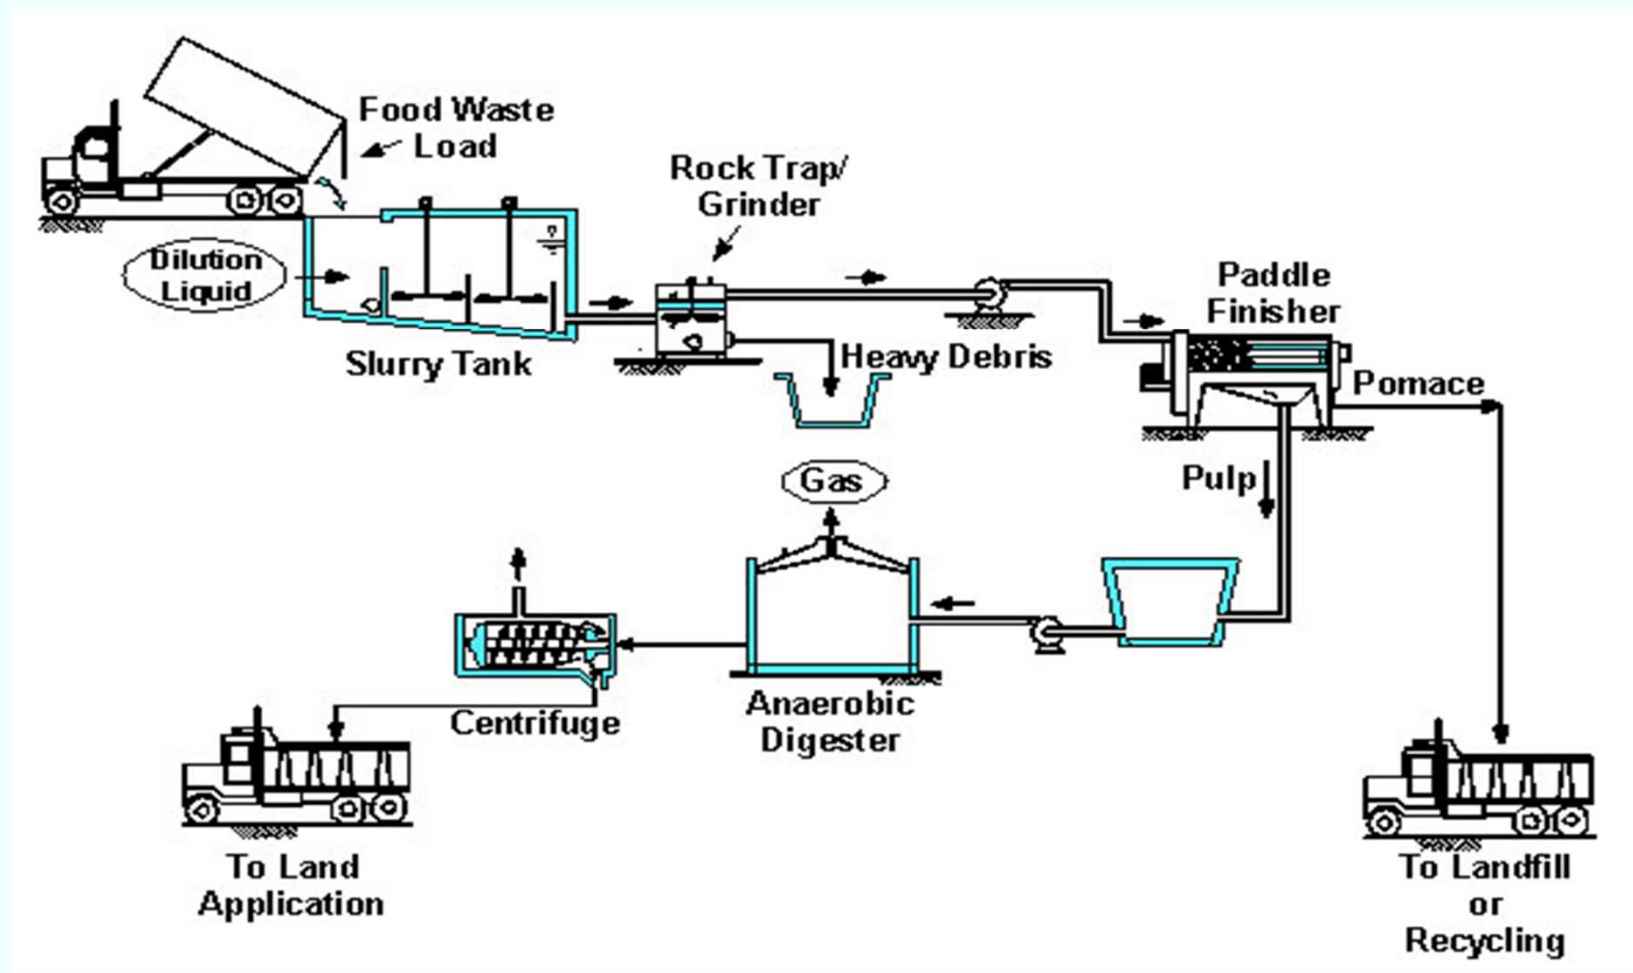 Food Waste
Load
Rock Trap/
Grinder
Dilution
Liquid
Paddle
Finisher
Slurry Tank
Heavy Debris
Pomace
Gas
Pulp
Centrifuge
Anaerobic
Digester
To Land
Application
To Landfill
or
Recycling